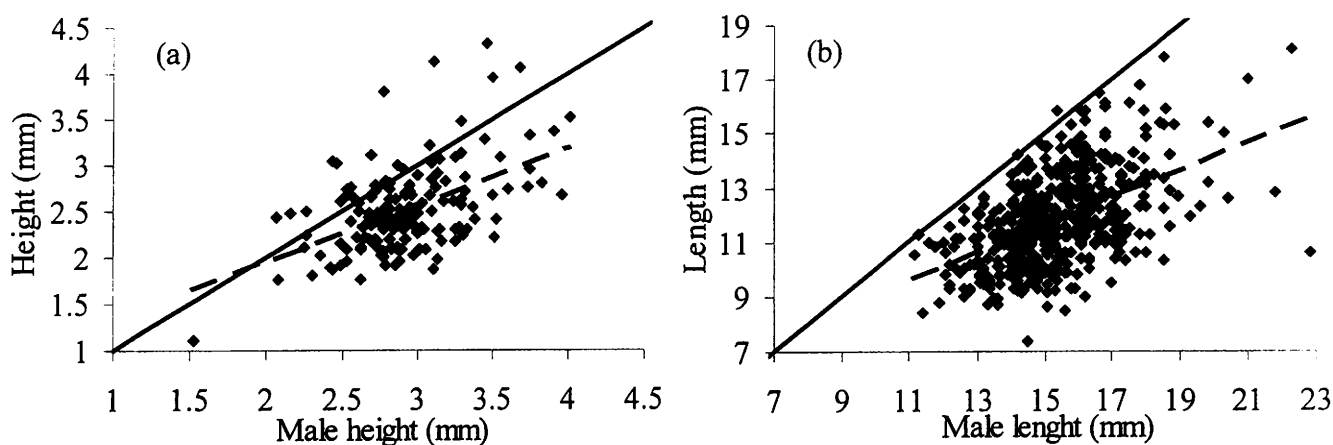 (a)
4.5
4
3.5
3
2.5
2
1.5
1
Height (mm)
1 1.5 2 2.5 3 3.5 4 4.5
Male height (mm)
(b)
19
17
15
13
11
9
7
Length (mm)
7 9 11 13 15 17 19 21 23
Male lenght (mm)